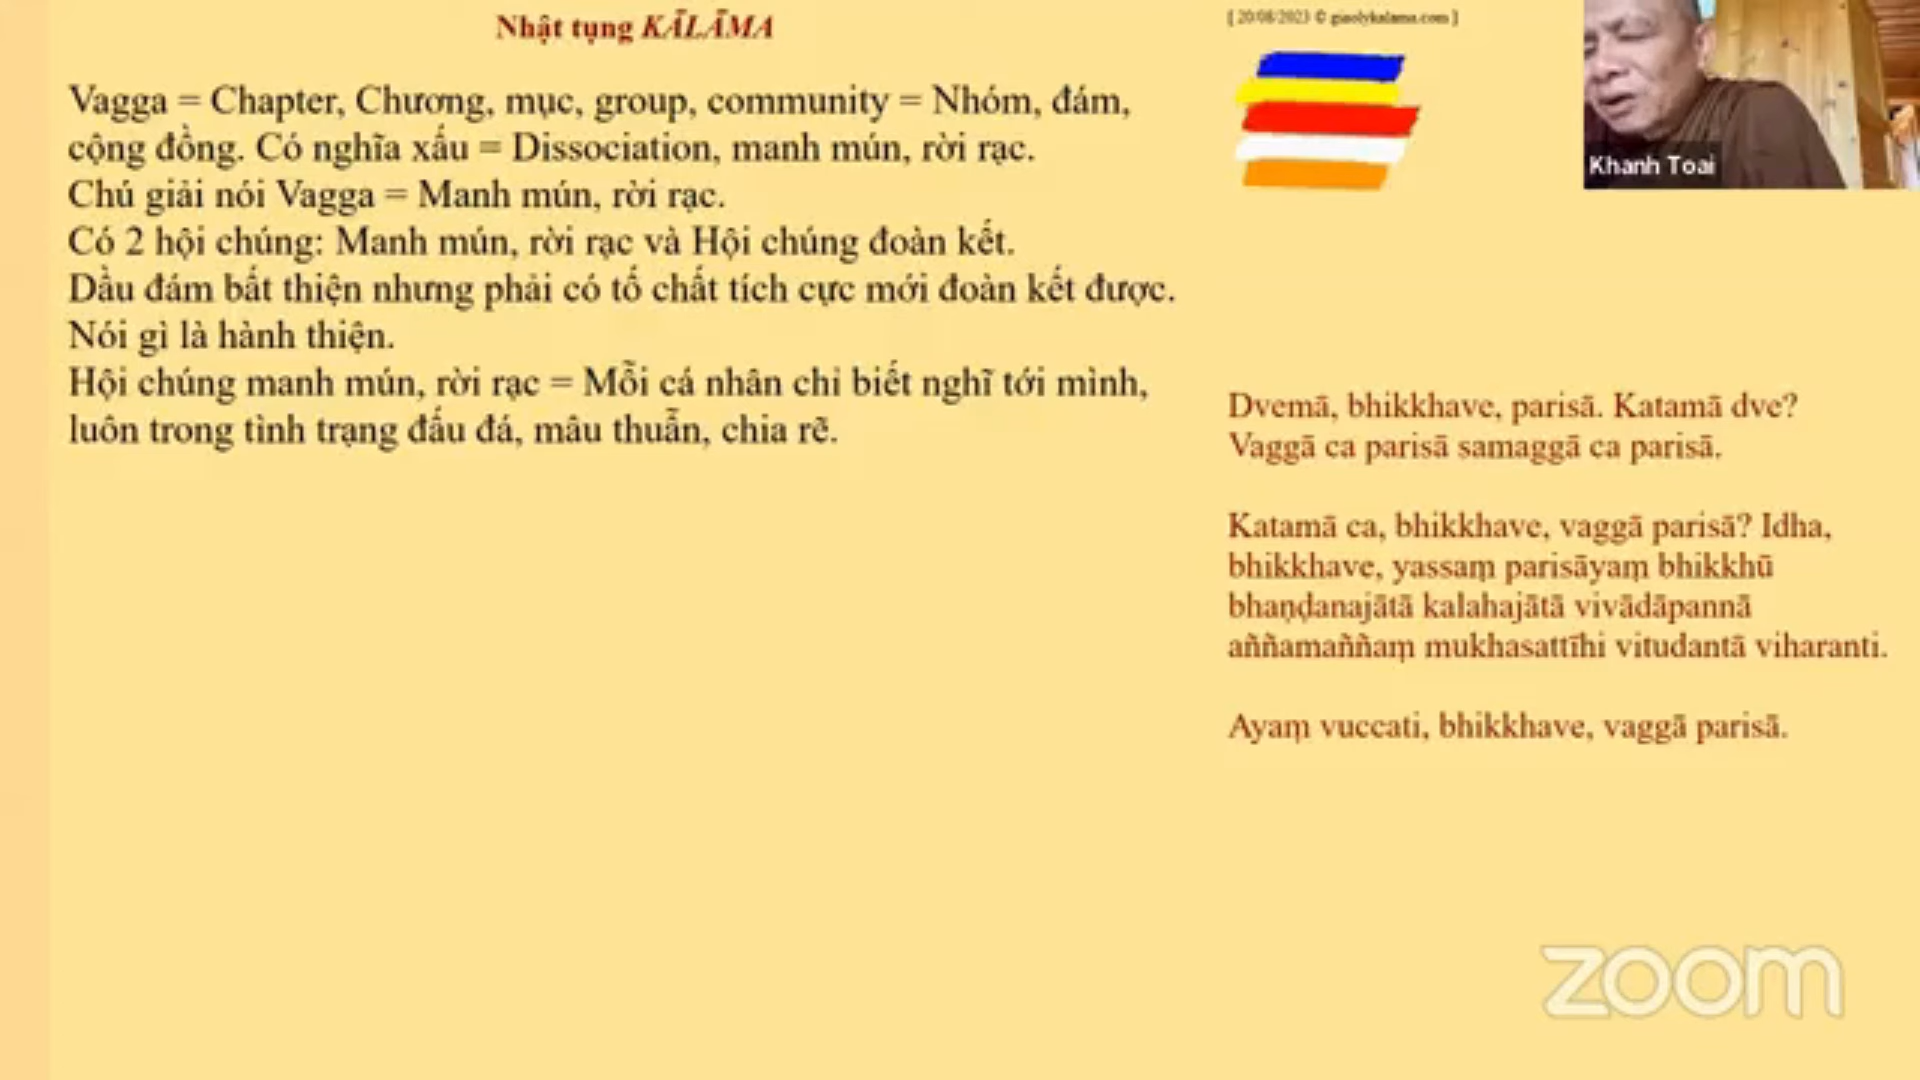 Nhật tụng KĀLĀMA
Vagga = Chapter, Chương, mục, group, community = Nhóm, đám,
cộng đồng. Có nghĩa xấu = Dissociation, manh mún, rời rạc.
Chú giải nói Vagga = Manh mún, rời rạc.
Có 2 hội chúng: Manh mún, rời rạc và Hội chúng đoàn kết.
Dầu đám bất thiện nhưng phải có tố chất tích cực mới đoàn kết được.
Nói gì là hành thiện.
Hội chúng manh mún, rời rạc = Mỗi cá nhân chỉ biết nghĩ tới mình,
luôn trong tình trạng đấu đá, mâu thuẫn, chia rẽ.
[ 20/08/2023 © giaolykalama.com ]
Khanh Toai
Dvemā, bhikkhave, parisā. Katamā dve?
Vaggā ca parisā samaggā ca parisā.
Katamā ca, bhikkhave, vaggā parisā? Idha,
bhikkhave, yassaṃ parisāyaṃ bhikkhū
bhaṇḍanajātā kalahajātā vivādāpannā
aññamaññaṃ mukhasattīhi vitudantā viharanti.
Ayaṃ vuccati, bhikkhave, vaggā parisā.
zoom